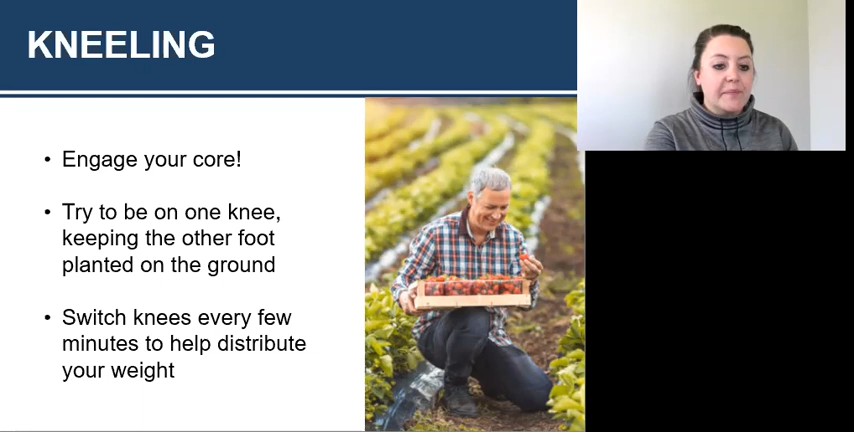 KNEELING
• Engage your core!
• Try to be on one knee,
keeping the other foot
planted on the ground
• Switch knees every few
minutes to help distribute
your weight